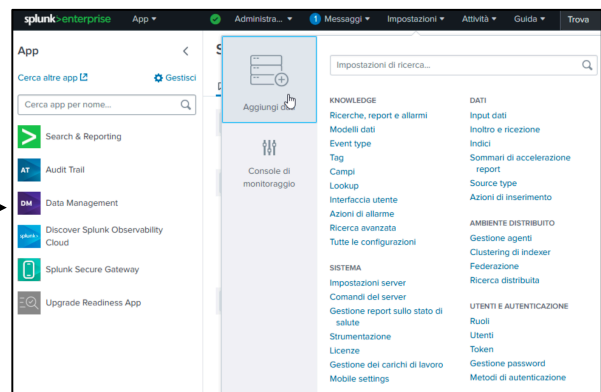 splunk>enterprise App ▾ Administra... ▾ 1 Messaggi ▾ Impostazioni ▾ Attività ▾ Guida ▾ Trova
App
Cerca altre app Gestisci
Cerca app per nome...
Search & Reporting
AT Audit Trail
DM Data Management
Discover Splunk Observability
Cloud
Splunk Secure Gateway
Upgrade Readiness App
S
Aggiungi dati
Console di
monitoraggio
Impostazioni di ricerca...
KNOWLEDGE
Ricerche, report e allarmi
Modelli dati
Event type
Tag
Campi
Lookup
Interfaccia utente
Azioni di allarme
Ricerca avanzata
Tutte le configurazioni
SISTEMA
Impostazioni server
Comandi del server
Gestione report sullo stato di
salute
Strumentazione
Licenze
Gestione dei carichi di lavoro
Mobile settings
DATI
Input dati
Inoltro e ricezione
Indici
Sommari di accelerazione
report
Source type
Azioni di inserimento
AMBIENTE DISTRIBUITO
Gestione agenti
Clustering di indexer
Federazione
Ricerca distribuita
UTENTI E AUTENTICAZIONE
Ruoli
Utenti
Token
Gestione password
Metodi di autenticazione